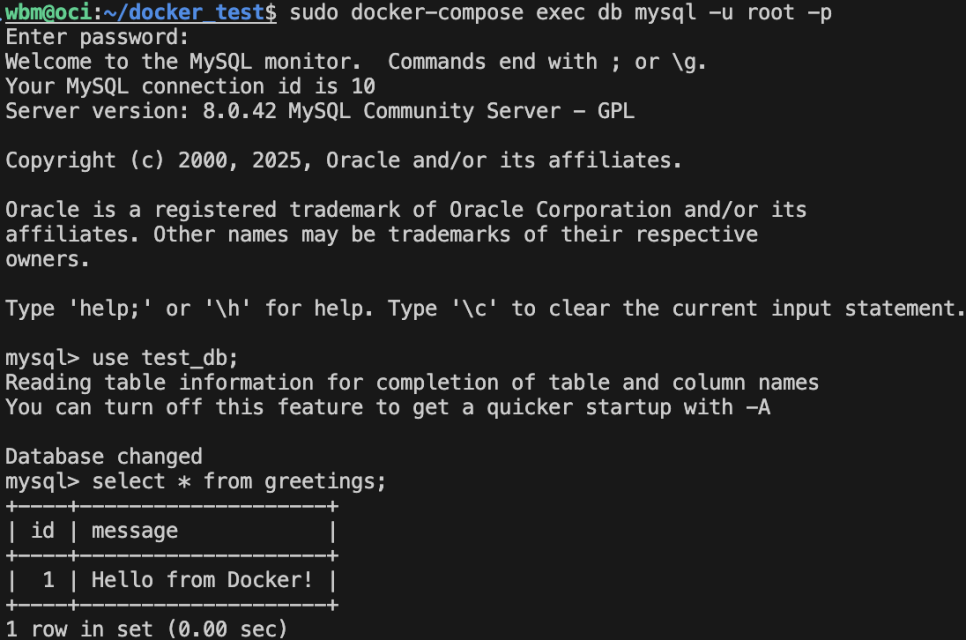 wbm@oci:~/docker_test$ sudo docker-compose exec db mysql -u root -p
Enter password:
Welcome to the MySQL monitor.  Commands end with ; or \g.
Your MySQL connection id is 10
Server version: 8.0.42 MySQL Community Server - GPL

Copyright (c) 2000, 2025, Oracle and/or its affiliates.

Oracle is a registered trademark of Oracle Corporation and/or its
affiliates. Other names may be trademarks of their respective
owners.

Type 'help;' or '\h' for help. Type '\c' to clear the current input statement.

mysql> use test_db;
Reading table information for completion of table and column names
You can turn off this feature to get a quicker startup with -A

Database changed
mysql> select * from greetings;
+----+--------------------+
| id | message            |
+----+--------------------+
|  1 | Hello from Docker! |
+----+--------------------+
1 row in set (0.00 sec)